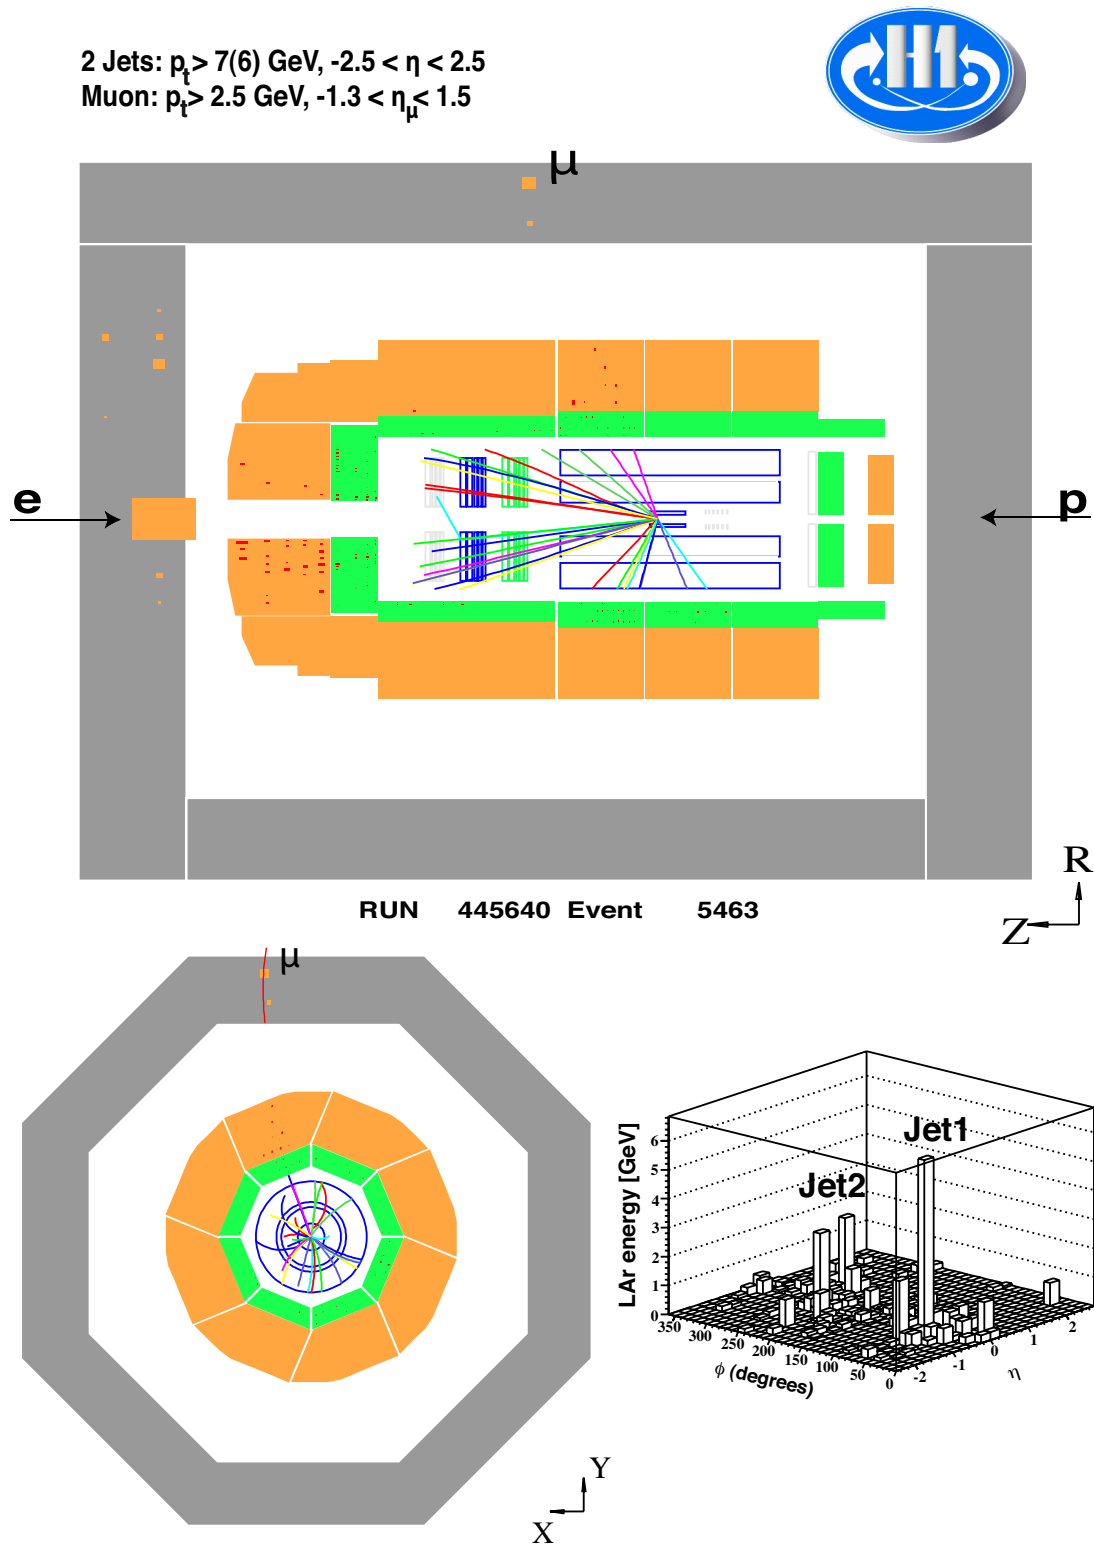 2 Jets: pt > 7(6) GeV, -2.5 < η < 2.5
Muon: pt > 2.5 GeV, -1.3 < ημ < 1.5
H1
μ
e
p
R
Z
RUN 445640 Event 5463
μ
Jet1
Jet2
LAr energy [GeV]
6
5
4
3
2
1
0
350
300
250
200
150
100
50
0
φ (degrees)
-2
-1
0
1
2
η
Y
X